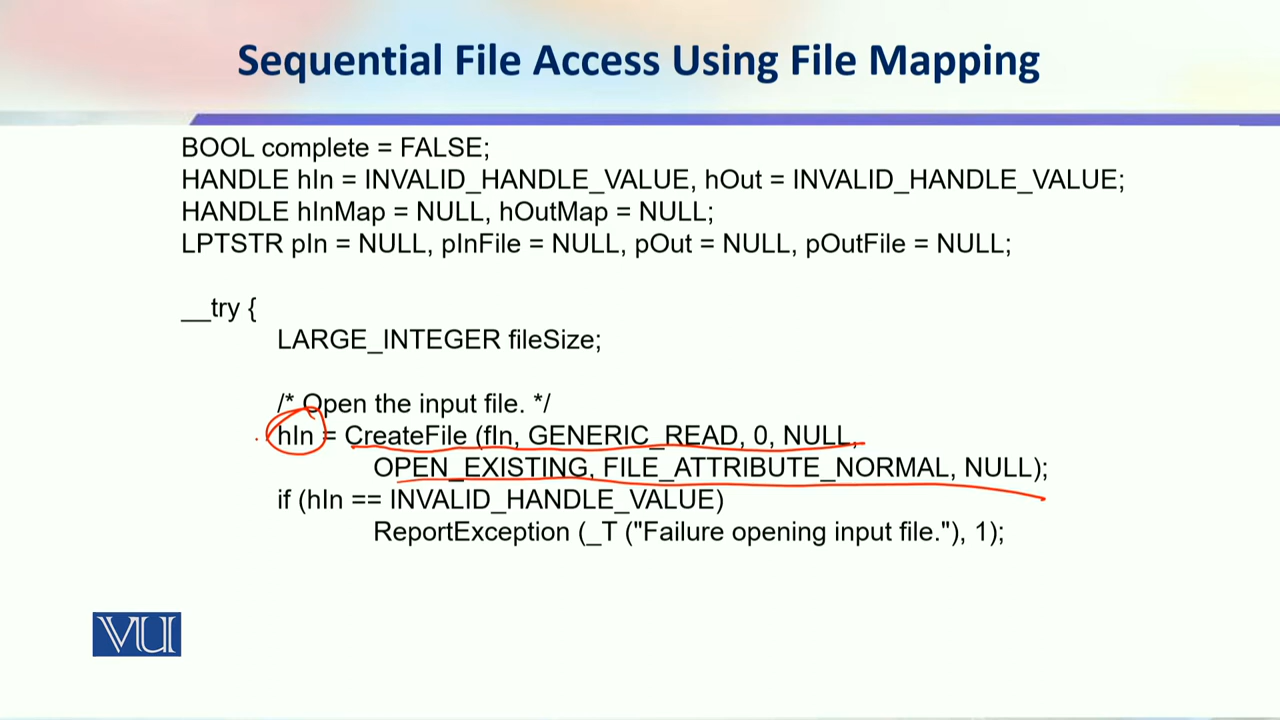 Sequential File Access Using File Mapping
BOOL complete = FALSE;
HANDLE hIn = INVALID_HANDLE_VALUE, hOut = INVALID_HANDLE_VALUE;
HANDLE hInMap = NULL, hOutMap = NULL;
LPTSTR pIn = NULL, pInFile = NULL, pOut = NULL, pOutFile = NULL;
__try {
LARGE_INTEGER fileSize;
/* Open the input file. */
hIn = CreateFile (fIn, GENERIC_READ, 0, NULL,
OPEN_EXISTING, FILE_ATTRIBUTE_NORMAL, NULL);
if (hIn == INVALID_HANDLE_VALUE)
ReportException (_T ("Failure opening input file."), 1);
VU